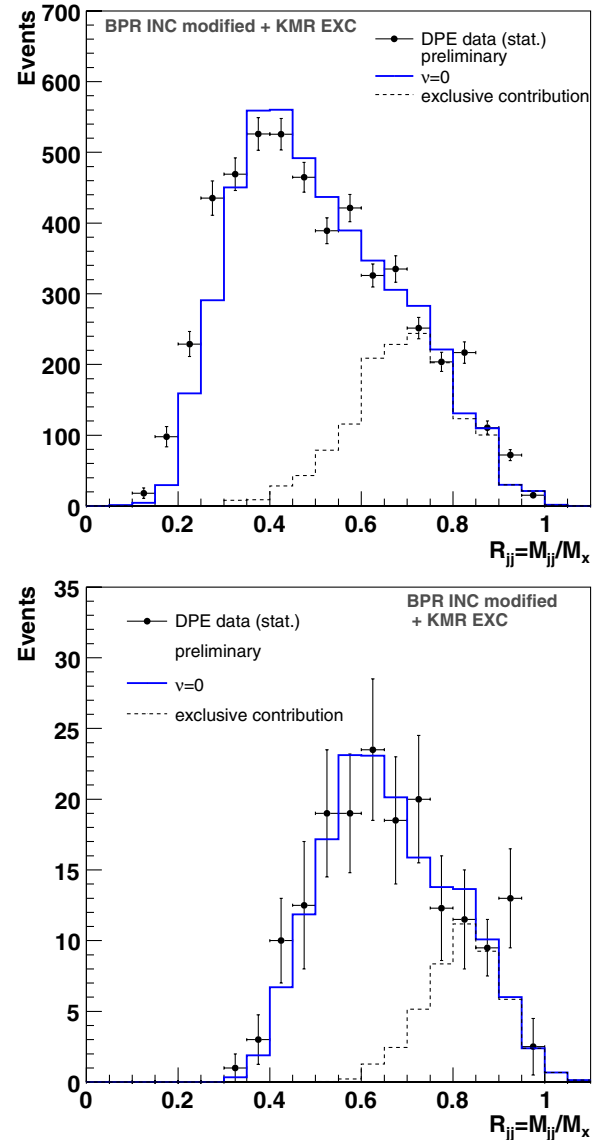 BPR INC modified + KMR EXC
Events
700
600
500
400
300
200
100
0
DPE data (stat.)
preliminary
ν=0
exclusive contribution
0 0.2 0.4 0.6 0.8 1
R_jj=M_jj/M_x
BPR INC modified
+ KMR EXC
Events
35
30
25
20
15
10
5
0
DPE data (stat.)
preliminary
ν=0
exclusive contribution
0 0.2 0.4 0.6 0.8 1
R_jj=M_jj/M_x